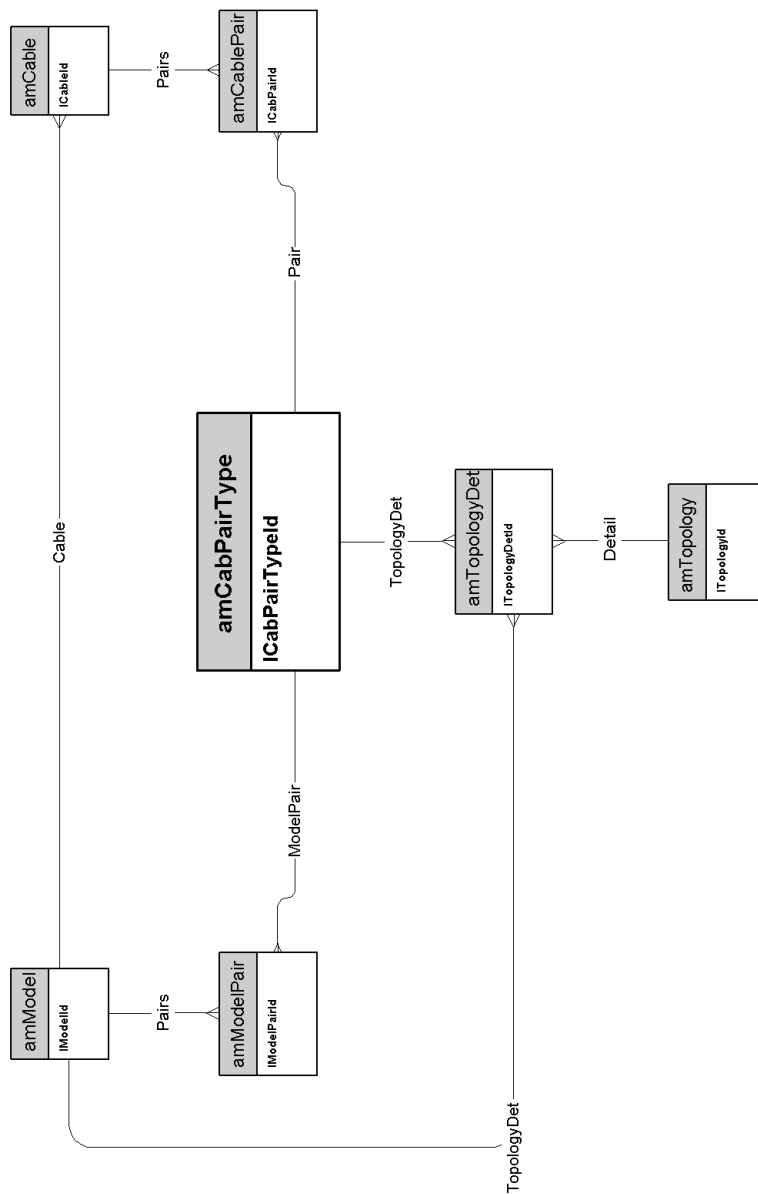 amCable
lCableId
Pairs
amCablePair
lCabPairId
Pair
Cable
amCabPairType
lCabPairTypeId
TopologyDet
amTopologyDet
lTopologyDetId
Detail
amTopology
lTopologyId
ModelPair
amModel
lModelId
Pairs
amModelPair
lModelPairId
TopologyDet